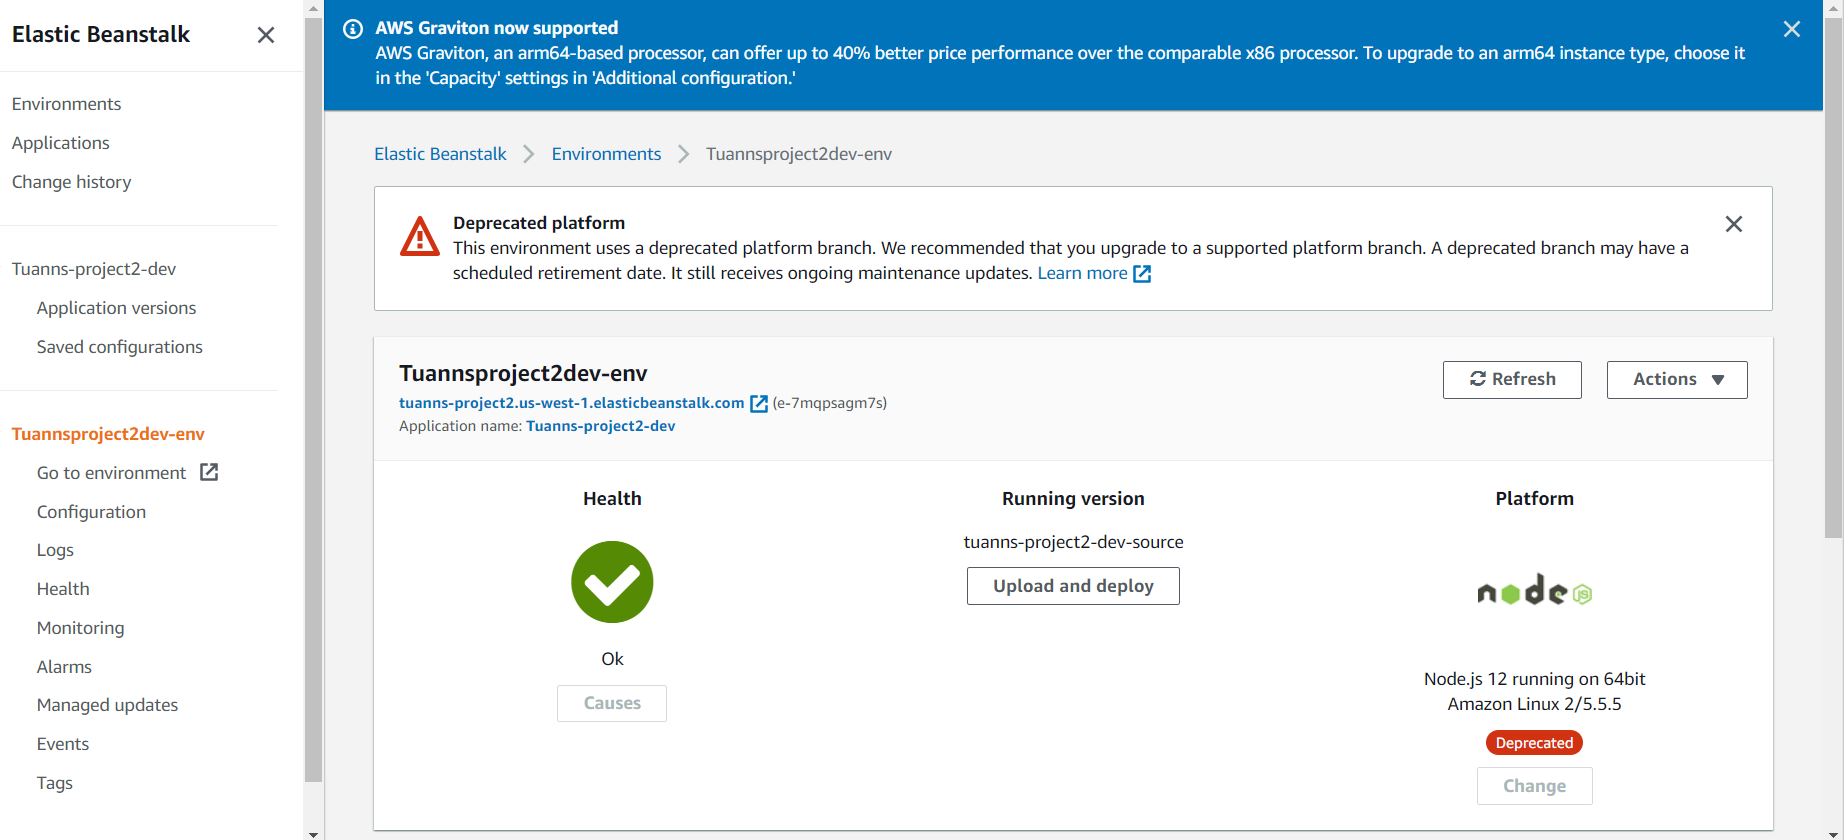 Elastic Beanstalk
Environments
Applications
Change history
Tuanns-project2-dev
Application versions
Saved configurations
Tuannsproject2dev-env
Go to environment
Configuration
Logs
Health
Monitoring
Alarms
Managed updates
Events
Tags
AWS Graviton now supported
AWS Graviton, an arm64-based processor, can offer up to 40% better price performance over the comparable x86 processor. To upgrade to an arm64 instance type, choose it
in the 'Capacity' settings in 'Additional configuration.'
Elastic Beanstalk Environments Tuannsproject2dev-env
Deprecated platform
This environment uses a deprecated platform branch. We recommended that you upgrade to a supported platform branch. A deprecated branch may have a
scheduled retirement date. It still receives ongoing maintenance updates. Learn more
Tuannsproject2dev-env
tuanns-project2.us-west-1.elasticbeanstalk.com (e-7mqpsagm7s)
Application name: Tuanns-project2-dev
Refresh
Actions
Health
Ok
Causes
Running version
tuanns-project2-dev-source
Upload and deploy
Platform
node JS
Node.js 12 running on 64bit
Amazon Linux 2/5.5.5
Deprecated
Change